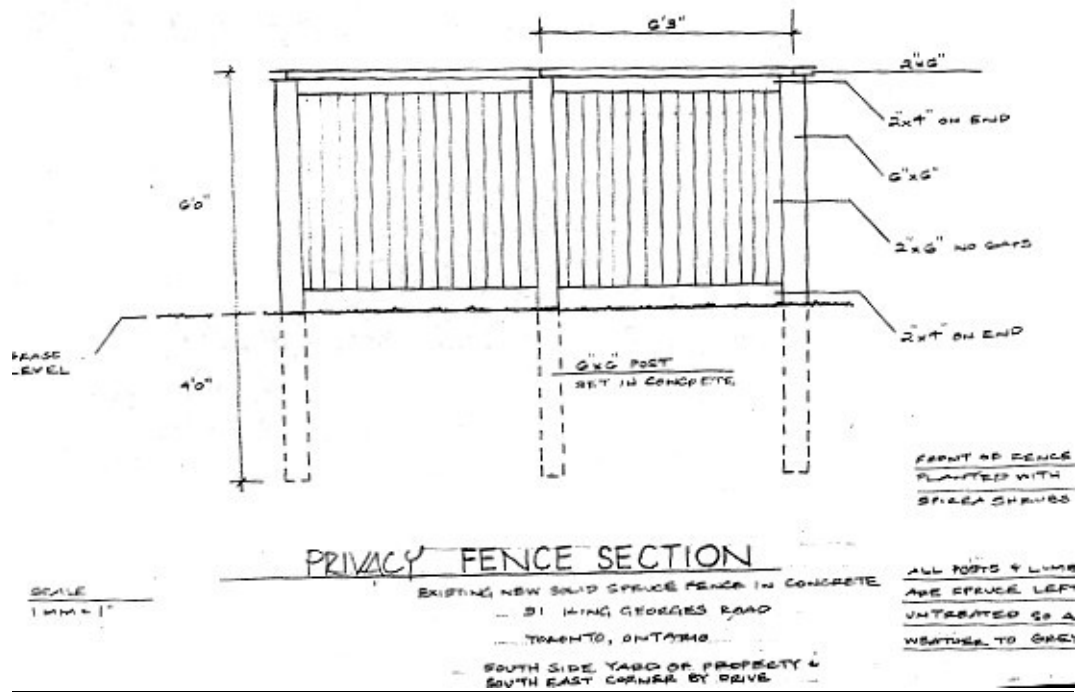 6'3"
2"x6"
2"x4" ON END
6"x6"
6'0"
2"x6" NO GAPS
2"x4" ON END
LEVEL
4'0"
6"x6" POST
SET IN CONCRETE
FRONT OF FENCE
PLANTED WITH
SPIREA SHRUBS
PRIVACY FENCE SECTION
SCALE
1MM=1"
EXISTING NEW SOLID SPRUCE FENCE IN CONCRETE
KING GEORGES ROAD
TORONTO, ONTARIO
SOUTH SIDE YARD OF PROPERTY &
SOUTH EAST CORNER BY DRIVE
ALL POSTS & LUMB
ARE SPRUCE LEFT
UNTREATED SO A
WEATHER TO GREY